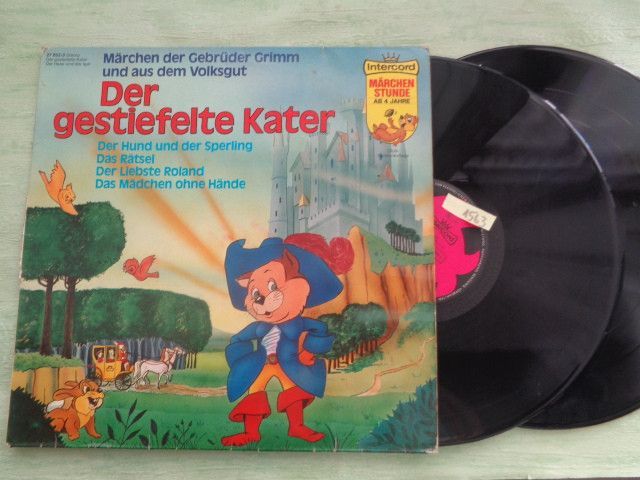 Märchen der Gebrüder Grimm
und aus dem Volksgut
Der
gestiefelte Kater
Der Hund und der Sperling
Das Rätsel
Der Liebste Roland
Das Mädchen ohne Hände
Intercord
MÄRCHEN
STUNDE
AB 4 JAHRE
1563